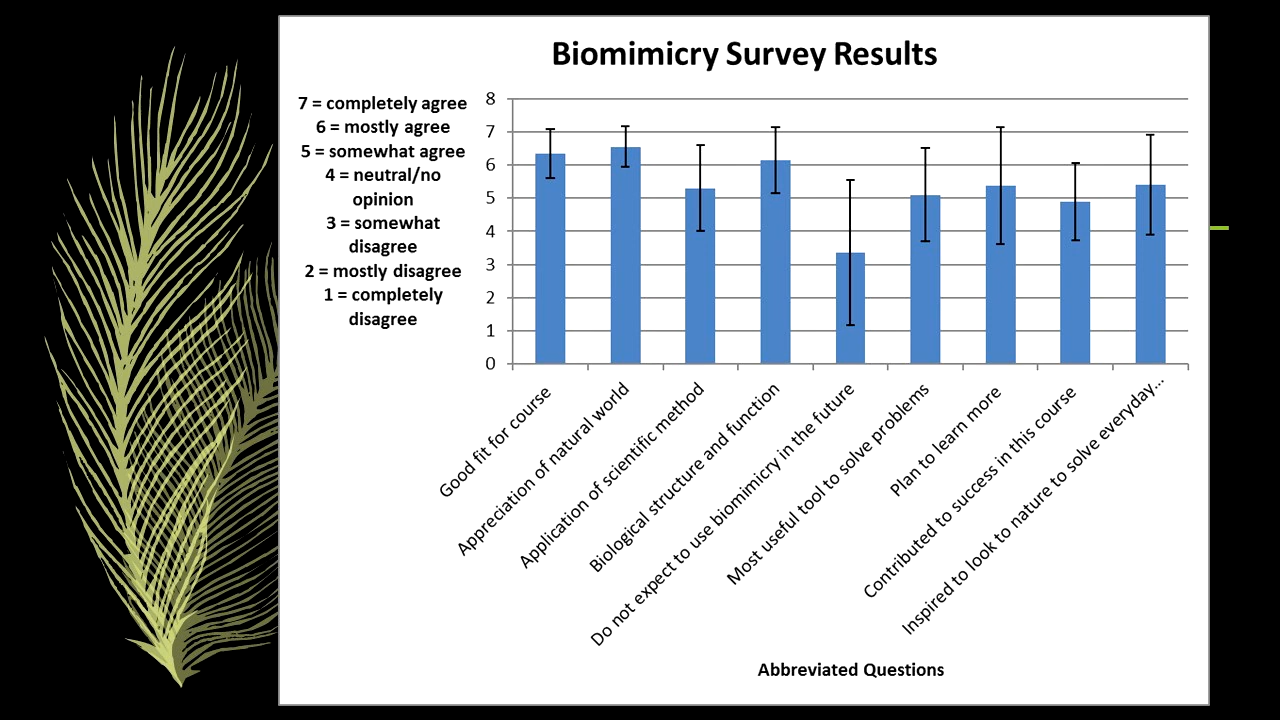 Biomimicry Survey Results
7 = completely agree
6 = mostly agree
5 = somewhat agree
4 = neutral/no
opinion
3 = somewhat
disagree
2 = mostly disagree
1 = completely
disagree
8
7
6
5
4
3
2
1
0
Good fit for course
Appreciation of natural world
Application of scientific method
Biological structure and function
Do not expect to use biomimicry in the future
Most useful tool to solve problems
Plan to learn more
Contributed to success in this course
Inspired to look to nature to solve everyday...
Abbreviated Questions